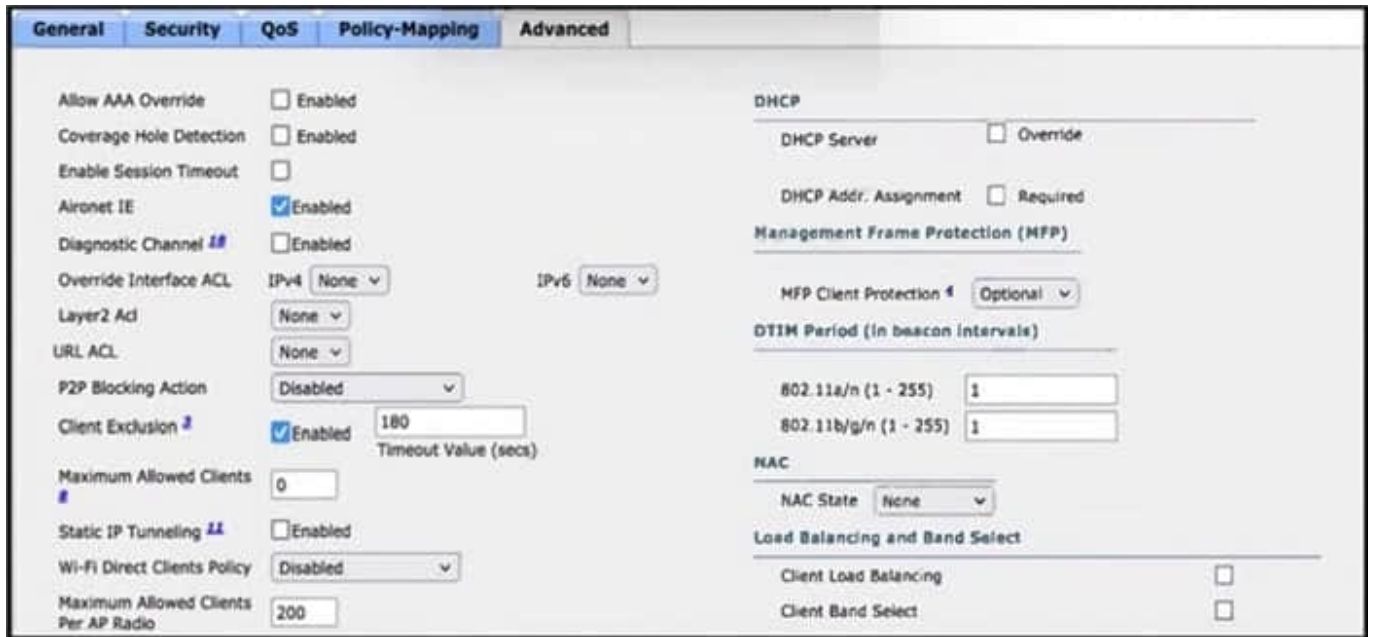 General Security QoS Policy-Mapping Advanced
Allow AAA Override Enabled
Coverage Hole Detection Enabled
Enable Session Timeout
Aironet IE Enabled
Diagnostic Channel 18 Enabled
Override Interface ACL IPv4 None IPv6 None
Layer2 Acl None
URL ACL None
P2P Blocking Action Disabled
Client Exclusion 3 Enabled 180
Timeout Value (secs)
Maximum Allowed Clients
8 0
Static IP Tunneling 11 Enabled
Wi-Fi Direct Clients Policy Disabled
Maximum Allowed Clients
Per AP Radio 200
DHCP
DHCP Server Override
DHCP Addr. Assignment Required
Management Frame Protection (MFP)
MFP Client Protection 4 Optional
DTIM Period (in beacon intervals)
802.11a/n (1 - 255) 1
802.11b/g/n (1 - 255) 1
NAC
NAC State None
Load Balancing and Band Select
Client Load Balancing
Client Band Select